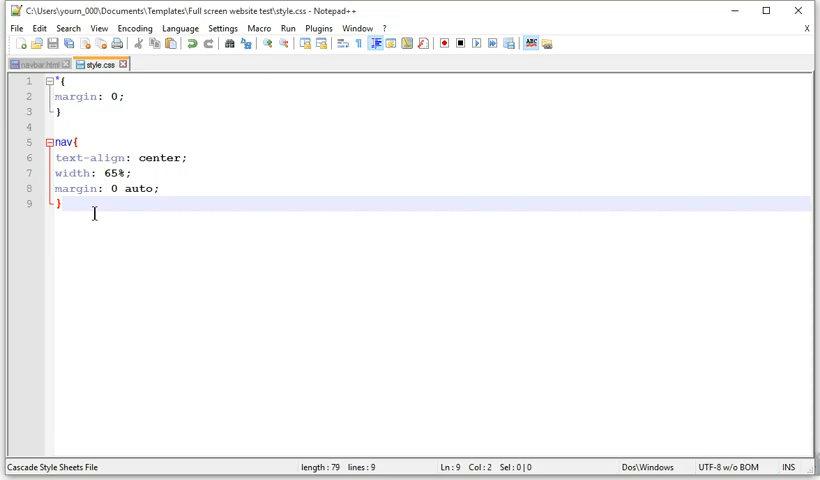 C:\Users\yourn_000\Documents\Templates\Full screen website test\style.css - Notepad++
File Edit Search View Encoding Language Settings Macro Run Plugins Window ? X
navbar.html style.css
1 *{
2 margin: 0;
3 }
4
5 nav{
6 text-align: center;
7 width: 65%;
8 margin: 0 auto;
9 }
Cascade Style Sheets File length : 79 lines : 9 Ln : 9 Col : 2 Sel : 0 | 0 Dos\Windows UTF-8 w/o BOM INS